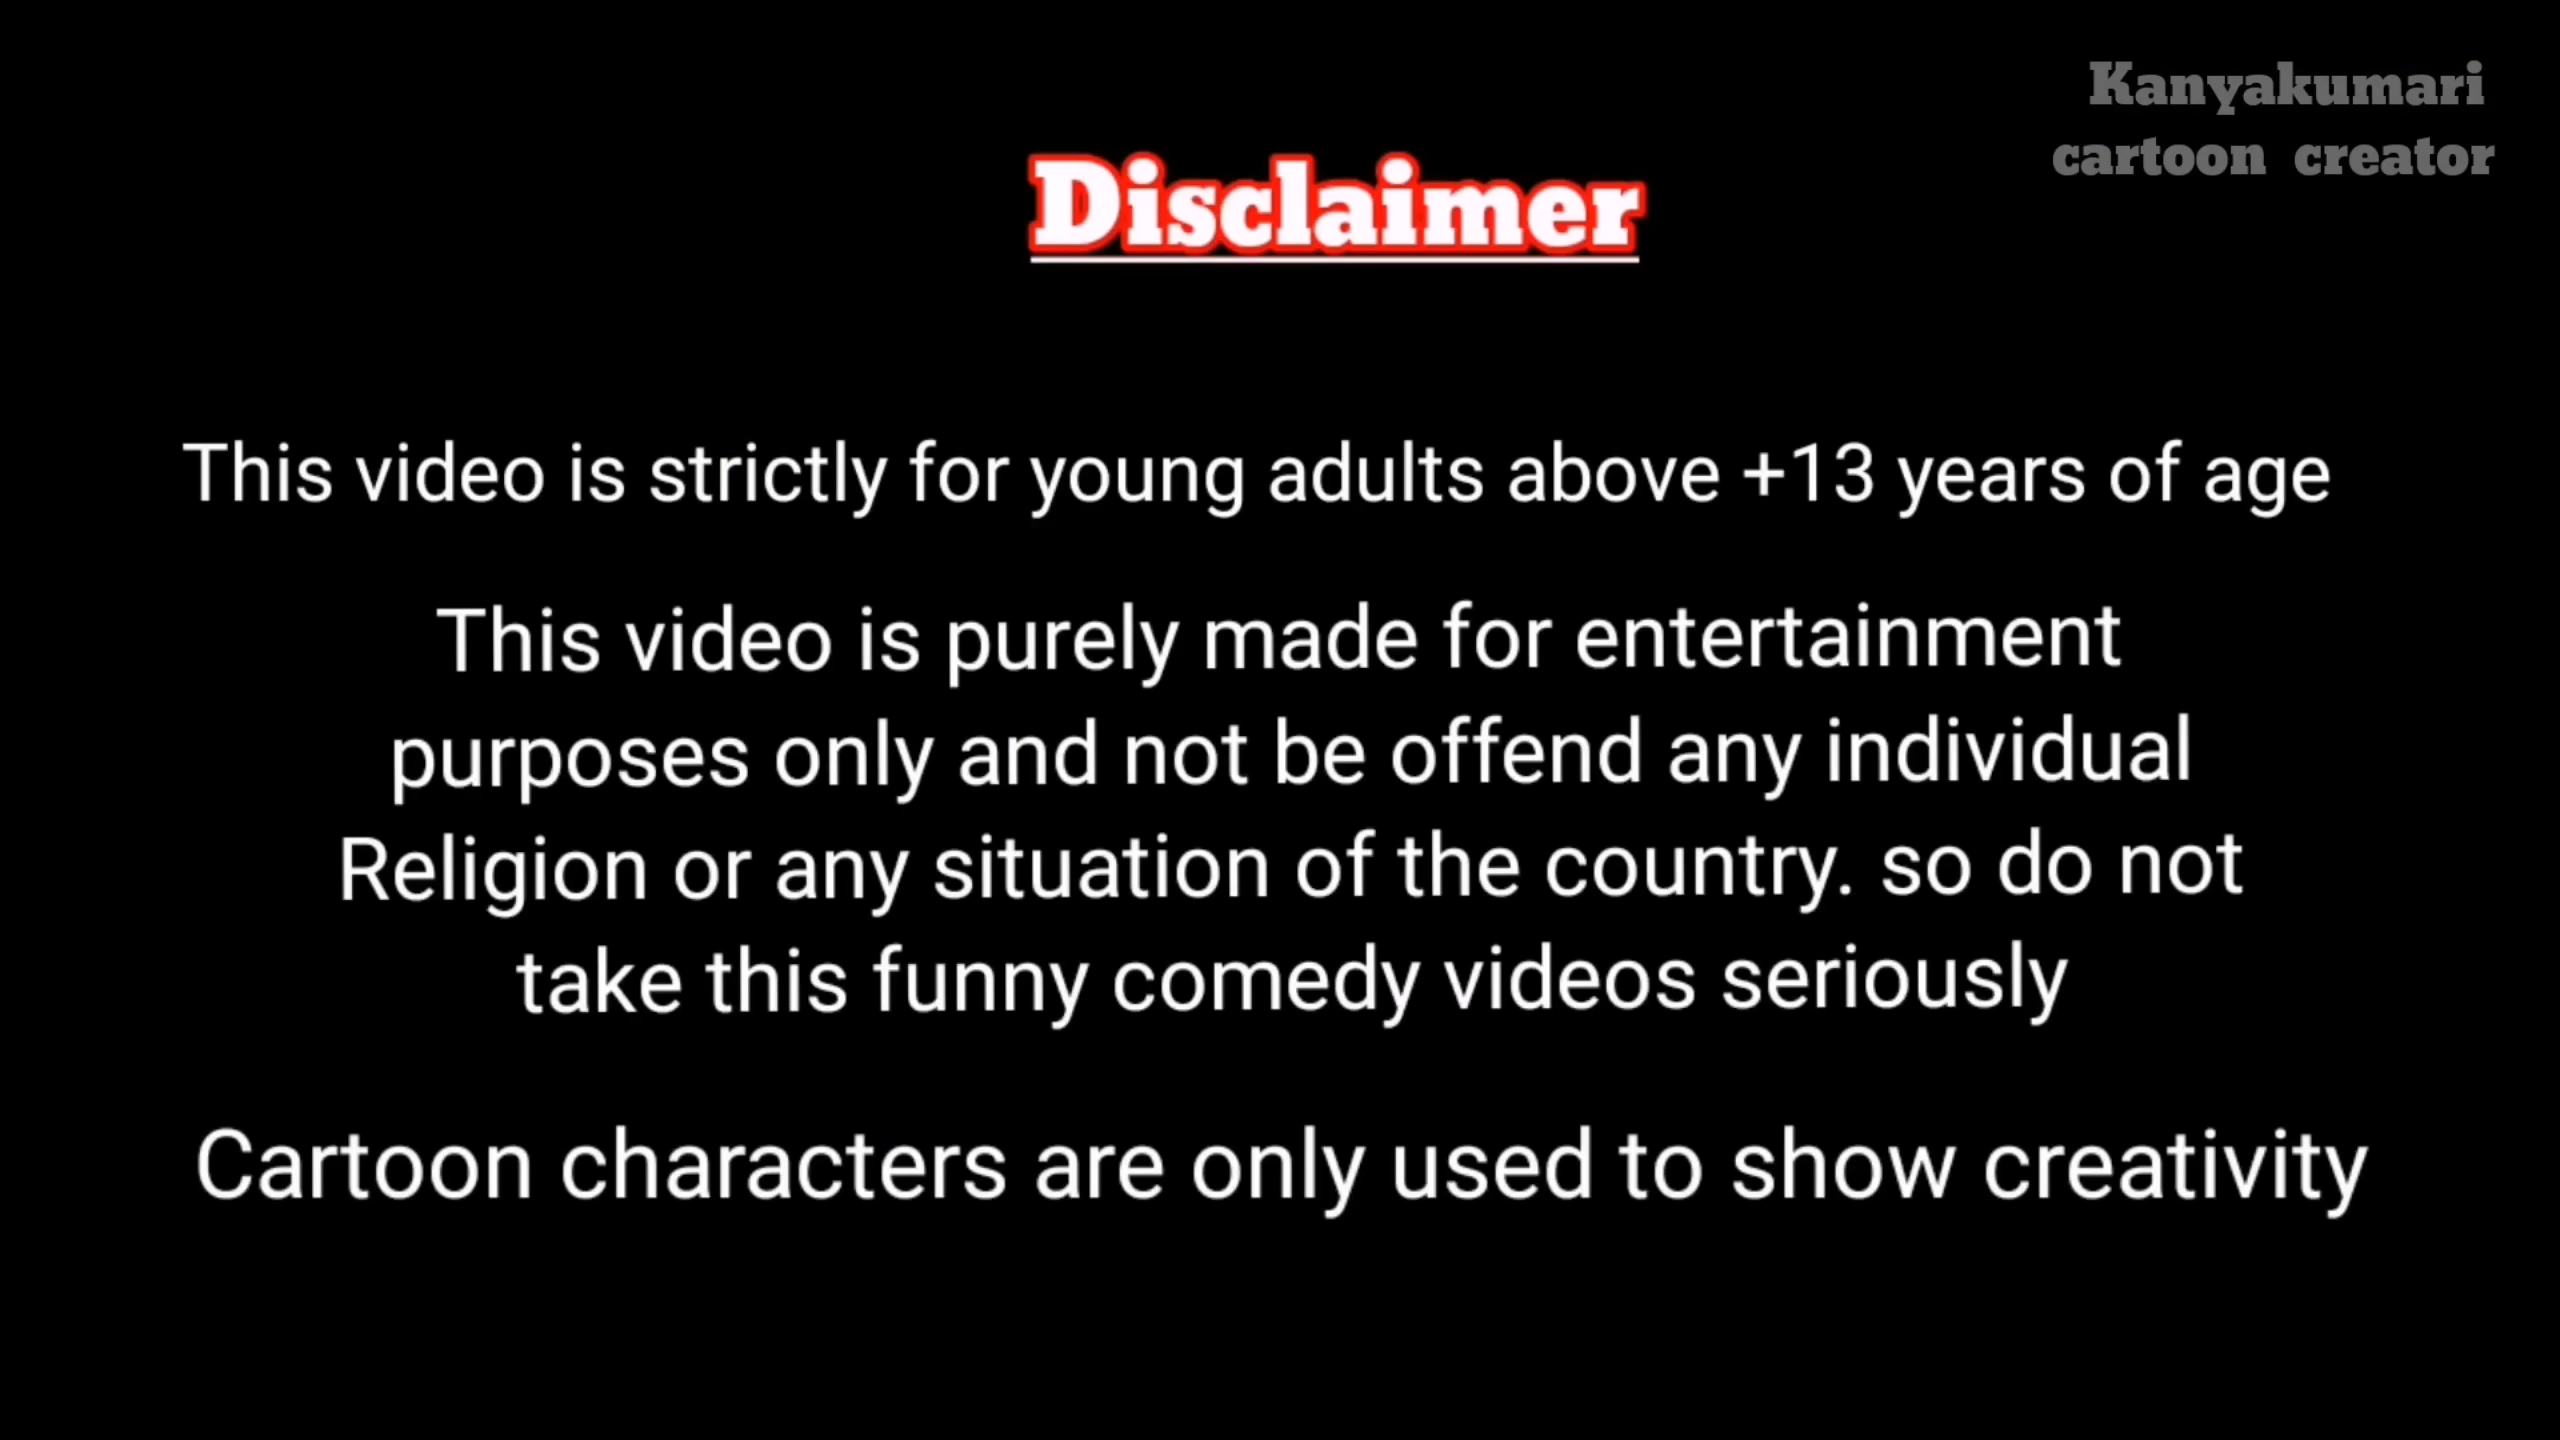 Kanyakumari
cartoon creator
Disclaimer
This video is strictly for young adults above +13 years of age
This video is purely made for entertainment
purposes only and not be offend any individual
Religion or any situation of the country. so do not
take this funny comedy videos seriously
Cartoon characters are only used to show creativity